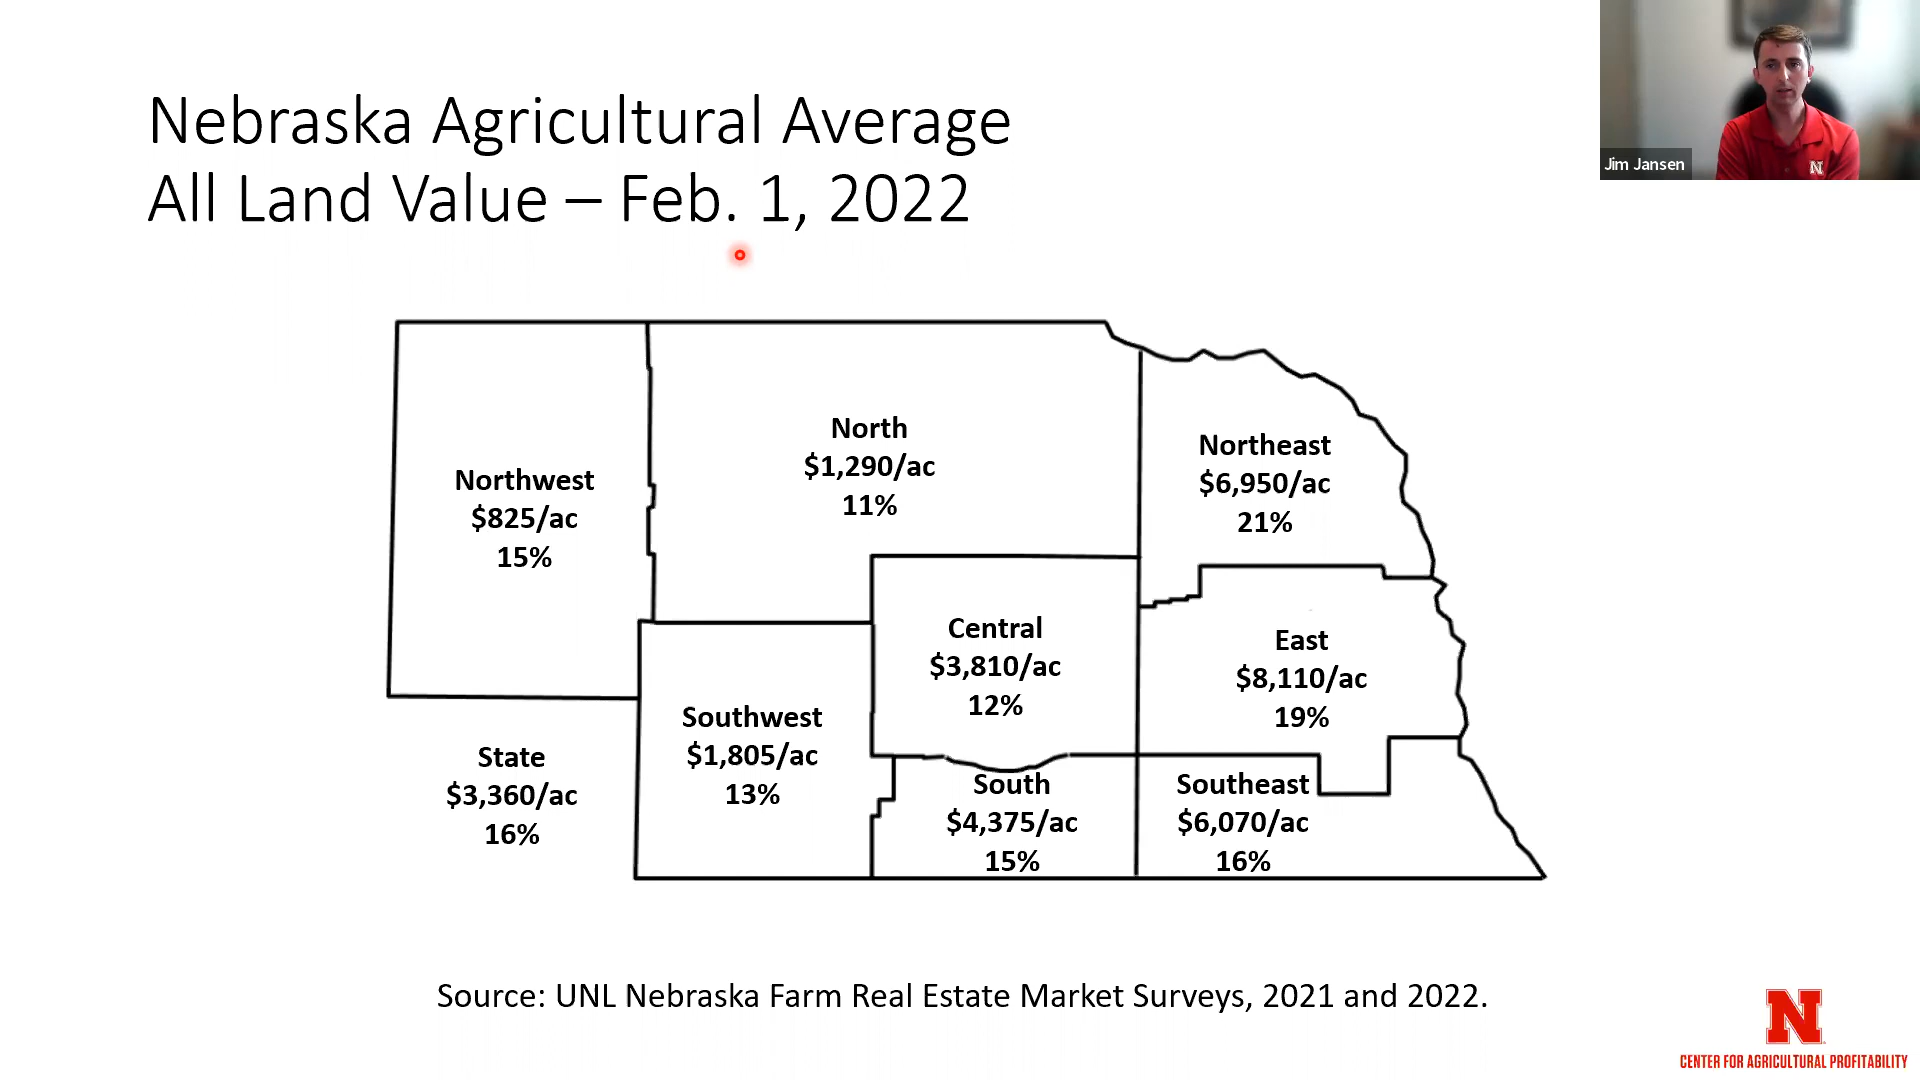 Nebraska Agricultural Average
All Land Value – Feb. 1, 2022
Jim Jansen
N
North
$1,290/ac
11%
Northeast
$6,950/ac
21%
Northwest
$825/ac
15%
Central
$3,810/ac
12%
East
$8,110/ac
19%
Southwest
$1,805/ac
13%
State
$3,360/ac
16%
South
$4,375/ac
15%
Southeast
$6,070/ac
16%
Source: UNL Nebraska Farm Real Estate Market Surveys, 2021 and 2022.
N
CENTER FOR AGRICULTURAL PROFITABILITY